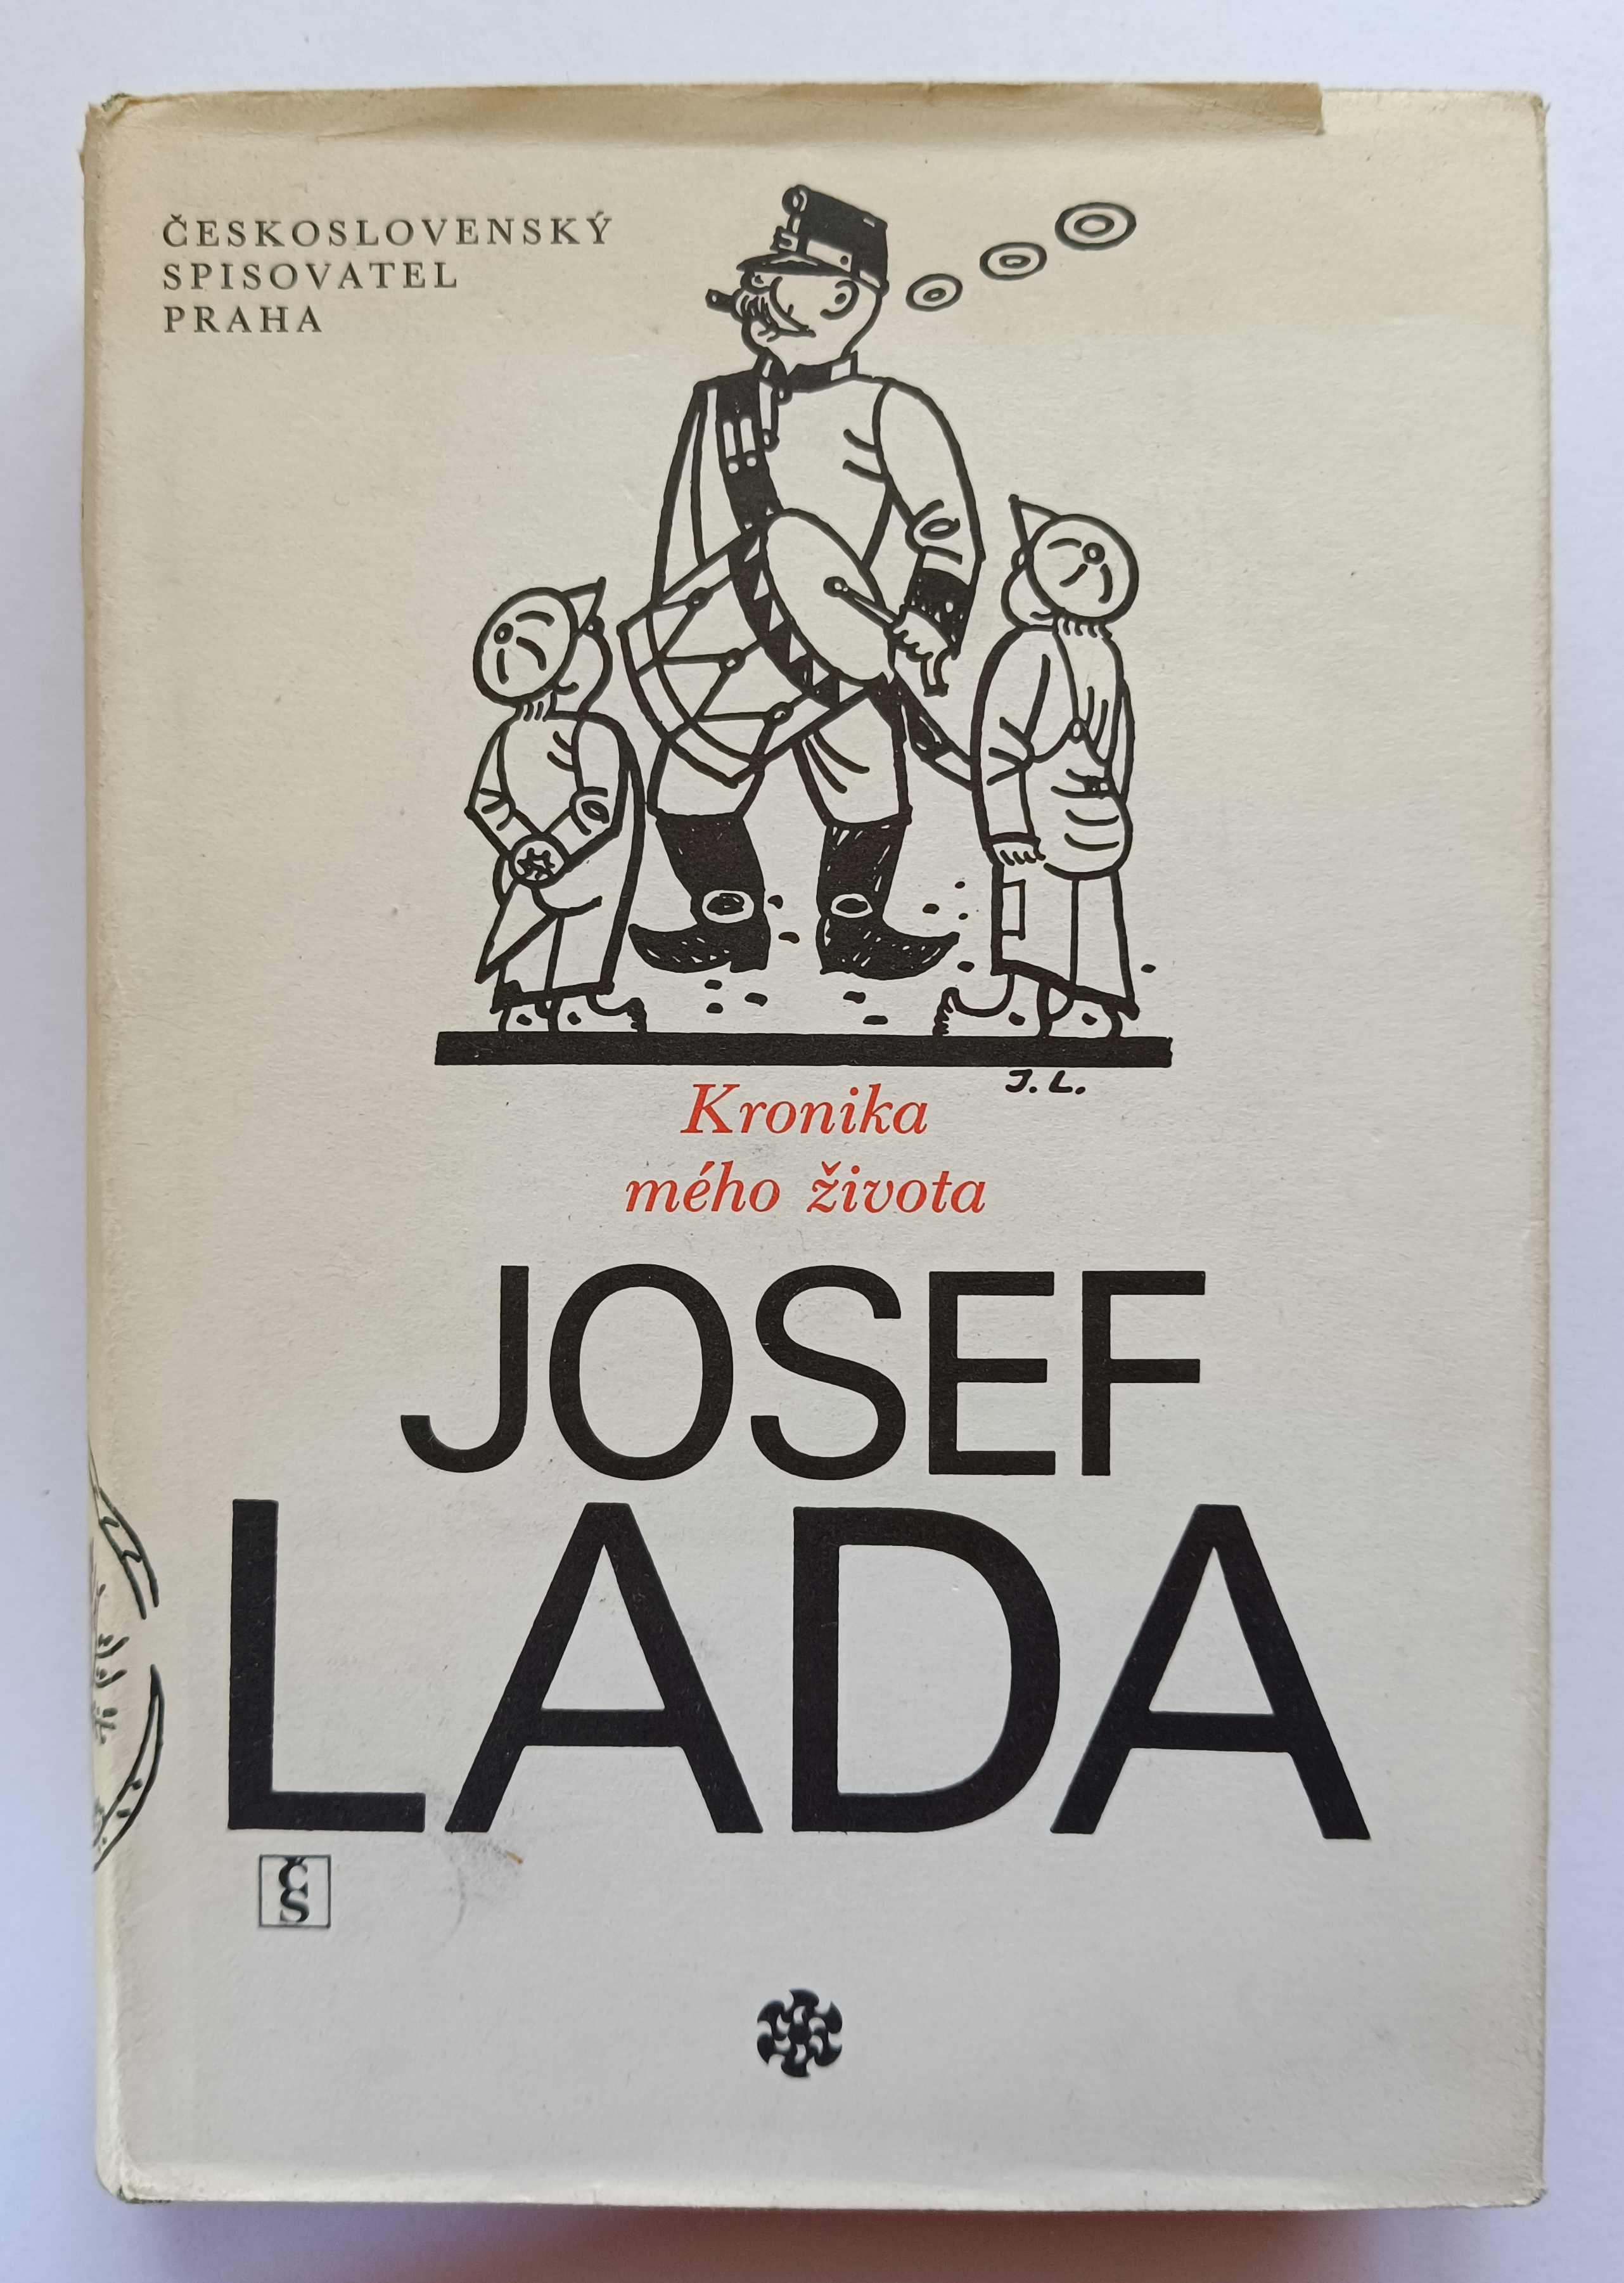 ČESKOSLOVENSKÝ
SPISOVATEL
PRAHA
J. L.
Kronika
mého života
JOSEF
LADA
ČS